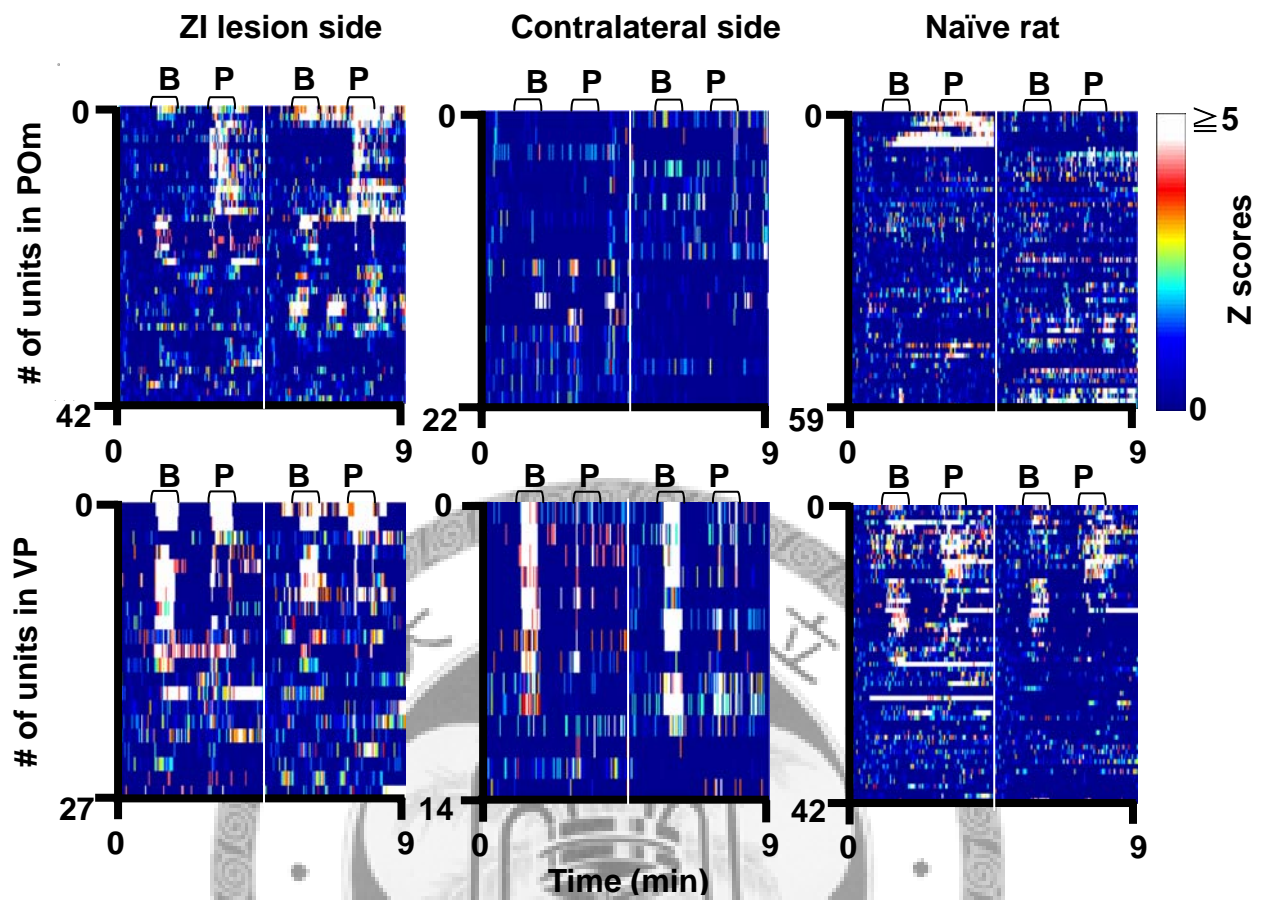 ZI lesion side Contralateral side Naïve rat
B P B P B P B P B P B P
0 0 0 ≧5
# of units in POm
Z scores
42 22 59 0
0 9 0 9 0 9
B P B P B P B P B P B P
0 0 0
# of units in VP
立
27 14 42
0 9 0 9 0 9
Time (min)